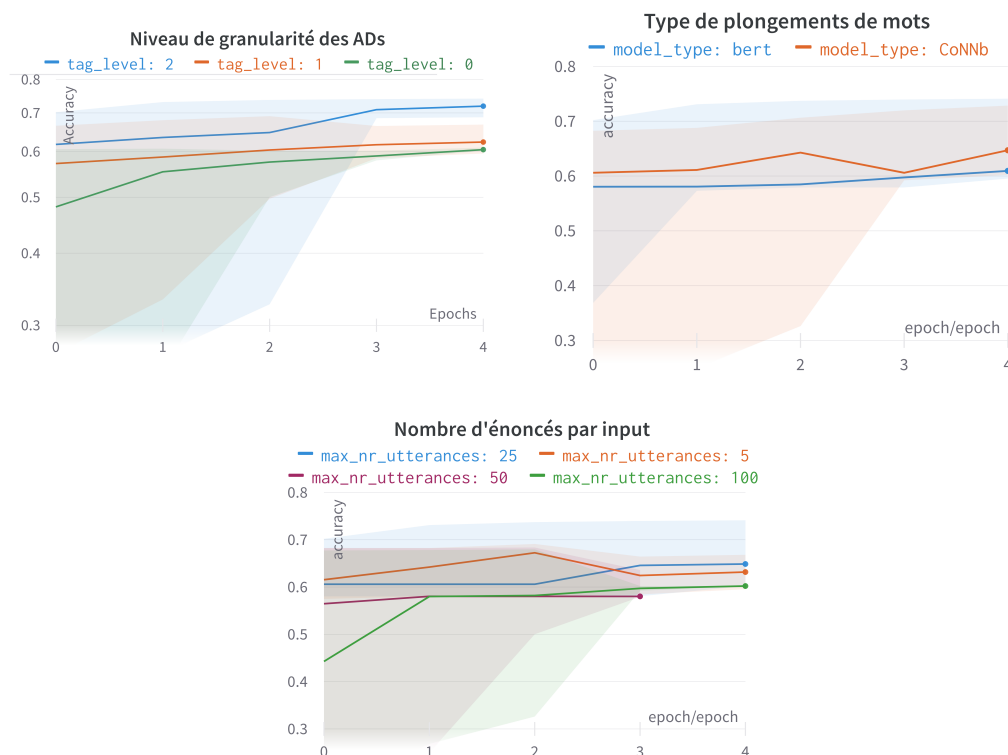 Niveau de granularité des ADs
tag_level: 2 tag_level: 1 tag_level: 0
0.8
0.7
0.6
0.5
0.4
0.3
Accuracy
Epochs
0 1 2 3 4
Type de plongements de mots
model_type: bert model_type: CoNNb
0.8
0.7
0.6
0.5
0.4
0.3
accuracy
epoch/epoch
0 1 2 3 4
Nombre d'énoncés par input
max_nr_utterances: 25 max_nr_utterances: 5
max_nr_utterances: 50 max_nr_utterances: 100
0.8
0.7
0.6
0.5
0.4
0.3
accuracy
epoch/epoch
0 1 2 3 4